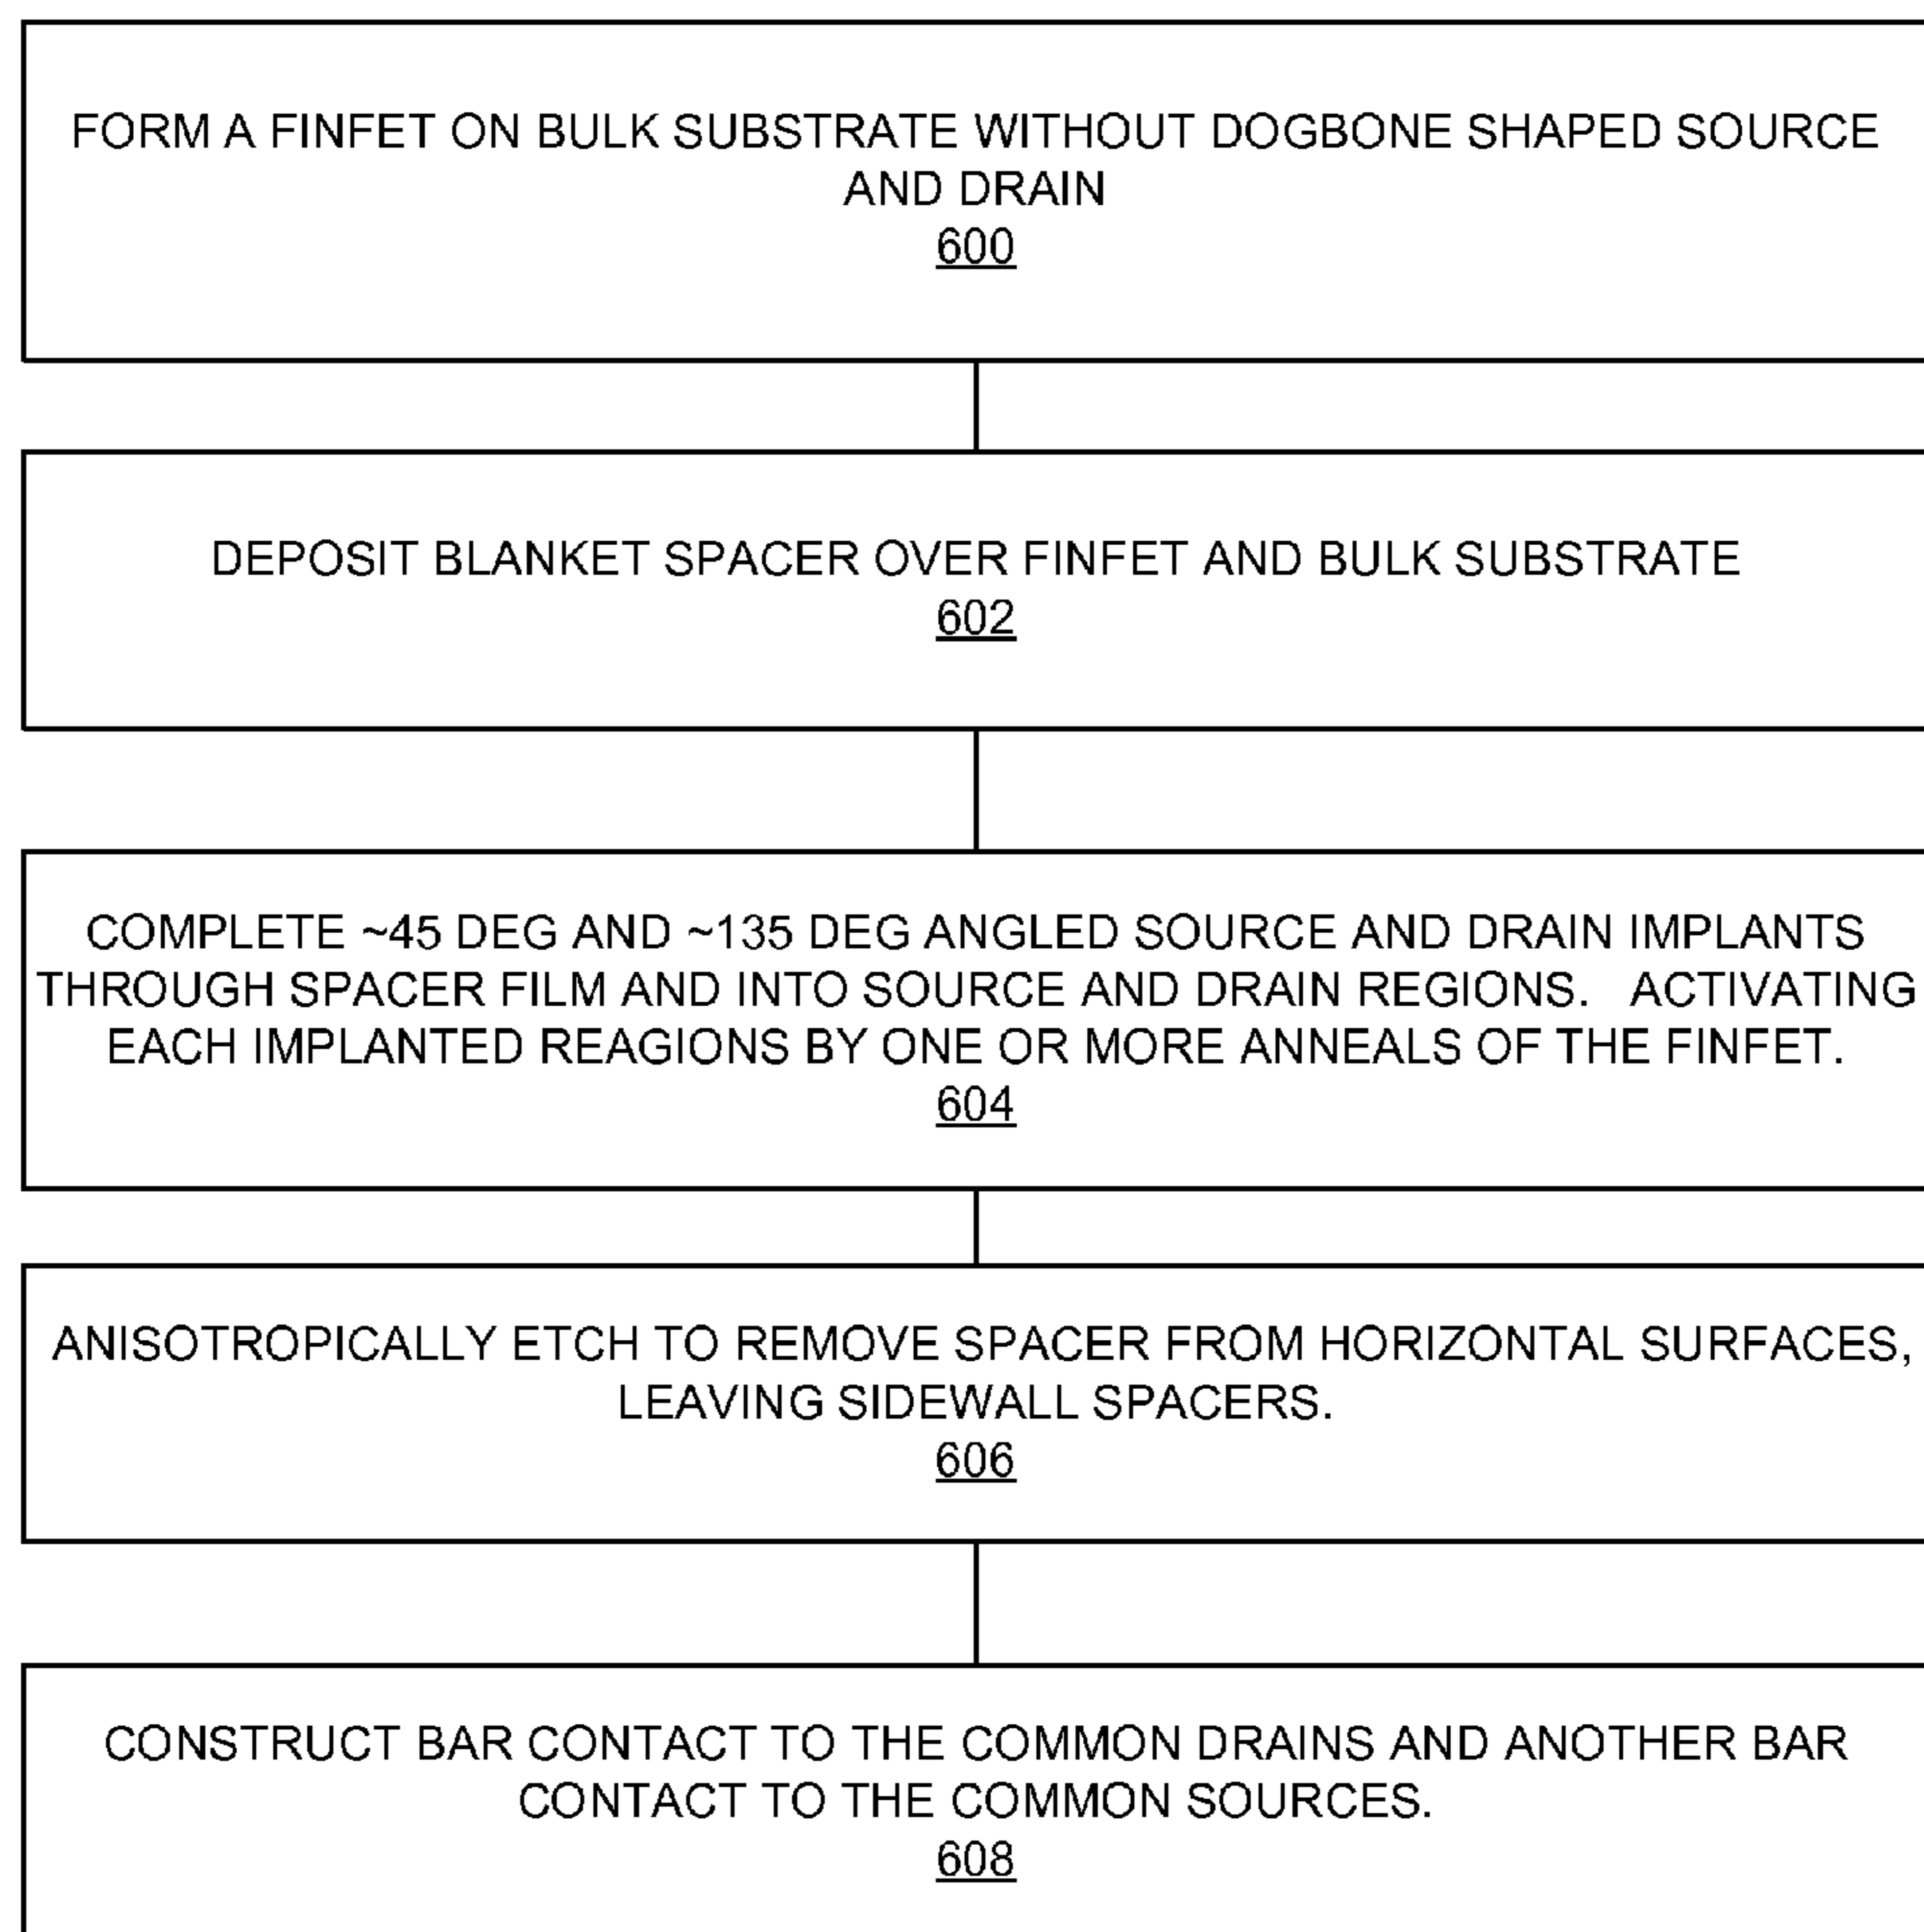 FORM A FINFET ON BULK SUBSTRATE WITHOUT DOGBONE SHAPED SOURCE
AND DRAIN
600
DEPOSIT BLANKET SPACER OVER FINFET AND BULK SUBSTRATE
602
COMPLETE ~45 DEG AND ~135 DEG ANGLED SOURCE AND DRAIN IMPLANTS
THROUGH SPACER FILM AND INTO SOURCE AND DRAIN REGIONS. ACTIVATING
EACH IMPLANTED REAGIONS BY ONE OR MORE ANNEALS OF THE FINFET.
604
ANISOTROPICALLY ETCH TO REMOVE SPACER FROM HORIZONTAL SURFACES,
LEAVING SIDEWALL SPACERS.
606
CONSTRUCT BAR CONTACT TO THE COMMON DRAINS AND ANOTHER BAR
CONTACT TO THE COMMON SOURCES.
608